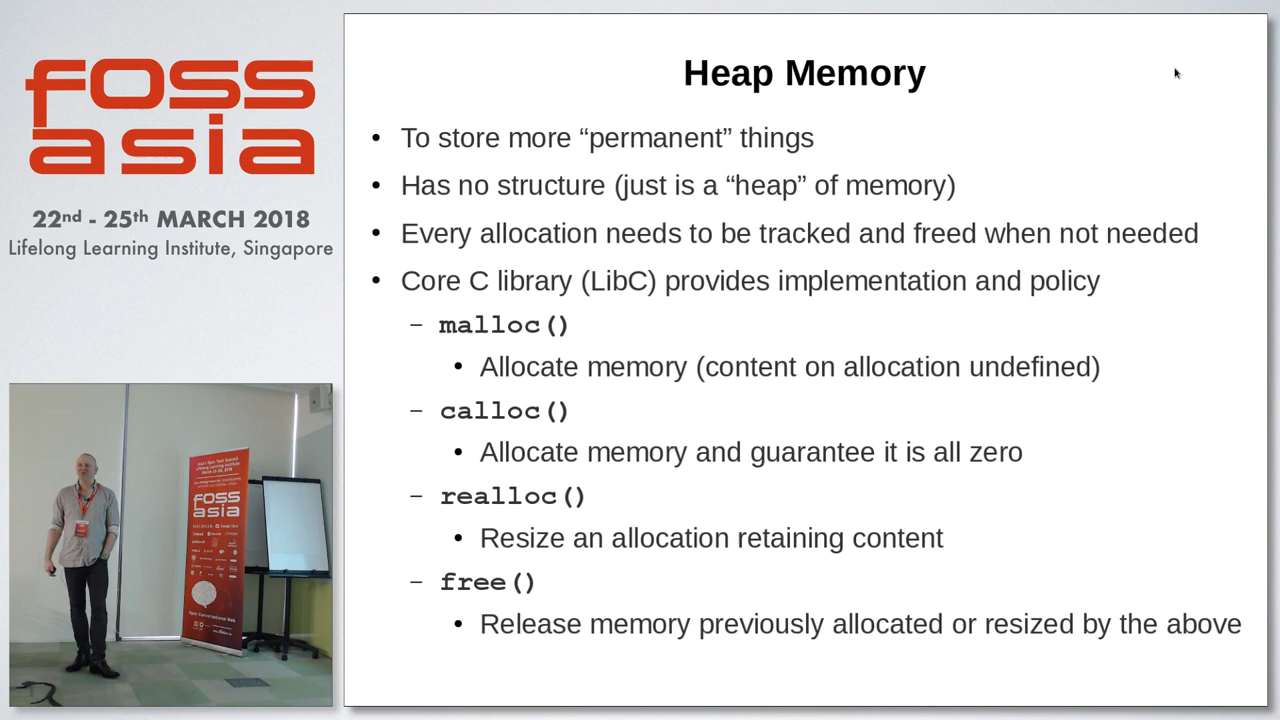 foss
asia
22nd - 25th MARCH 2018
Lifelong Learning Institute, Singapore
Heap Memory
• To store more “permanent” things
• Has no structure (just is a “heap” of memory)
• Every allocation needs to be tracked and freed when not needed
• Core C library (LibC) provides implementation and policy
– malloc()
• Allocate memory (content on allocation undefined)
– calloc()
• Allocate memory and guarantee it is all zero
– realloc()
• Resize an allocation retaining content
– free()
• Release memory previously allocated or resized by the above
foss
asia